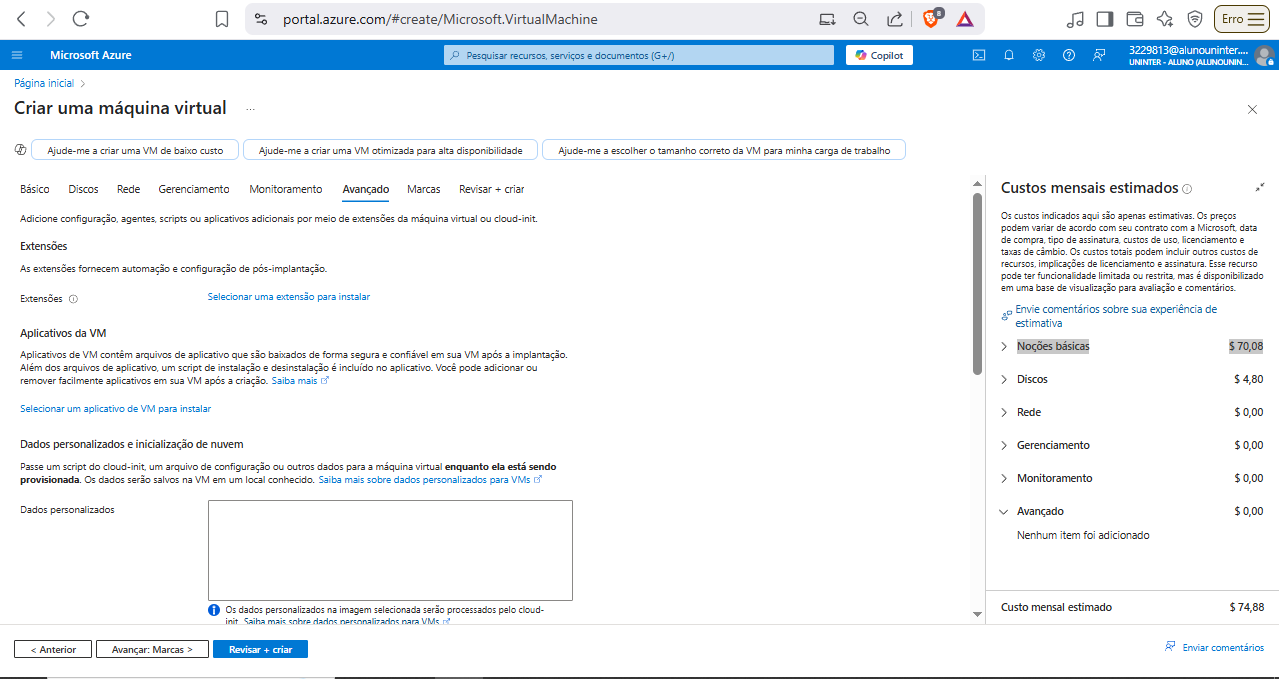 portal.azure.com/#create/Microsoft.VirtualMachine
8
Erro
Microsoft Azure
Pesquisar recursos, serviços e documentos (G+/)
Copilot
3229813@alunouninter....
UNINTER - ALUNO (ALUNOUNIN...
Página inicial
Criar uma máquina virtual
...
Ajude-me a criar uma VM de baixo custo
Ajude-me a criar uma VM otimizada para alta disponibilidade
Ajude-me a escolher o tamanho correto da VM para minha carga de trabalho
Básico Discos Rede Gerenciamento Monitoramento Avançado Marcas Revisar + criar
Adicione configuração, agentes, scripts ou aplicativos adicionais por meio de extensões da máquina virtual ou cloud-init.
Extensões
As extensões fornecem automação e configuração de pós-implantação.
Extensões
Selecionar uma extensão para instalar
Aplicativos da VM
Aplicativos de VM contêm arquivos de aplicativo que são baixados de forma segura e confiável em sua VM após a implantação.
Além dos arquivos de aplicativo, um script de instalação e desinstalação é incluído no aplicativo. Você pode adicionar ou
remover facilmente aplicativos em sua VM após a criação. Saiba mais
Selecionar um aplicativo de VM para instalar
Dados personalizados e inicialização de nuvem
Passe um script do cloud-init, um arquivo de configuração ou outros dados para a máquina virtual enquanto ela está sendo
provisionada. Os dados serão salvos na VM em um local conhecido. Saiba mais sobre dados personalizados para VMs
Dados personalizados
Os dados personalizados na imagem selecionada serão processados pelo cloud-
init. Saiba mais sobre dados personalizados para VMs
< Anterior
Avançar: Marcas >
Revisar + criar
Custos mensais estimados
Os custos indicados aqui são apenas estimativas. Os preços
podem variar de acordo com seu contrato com a Microsoft, data
de compra, tipo de assinatura, custos de uso, licenciamento e
taxas de câmbio. Os custos totais podem incluir outros custos de
recursos, implicações de licenciamento e assinatura. Esse recurso
pode ter funcionalidade limitada ou restrita, mas é disponibilizado
em uma base de visualização para avaliação e comentários.
Envie comentários sobre sua experiência de
estimativa
Noções básicas $ 70,08
Discos $ 4,80
Rede $ 0,00
Gerenciamento $ 0,00
Monitoramento $ 0,00
Avançado $ 0,00
Nenhum item foi adicionado
Custo mensal estimado $ 74,88
Enviar comentários